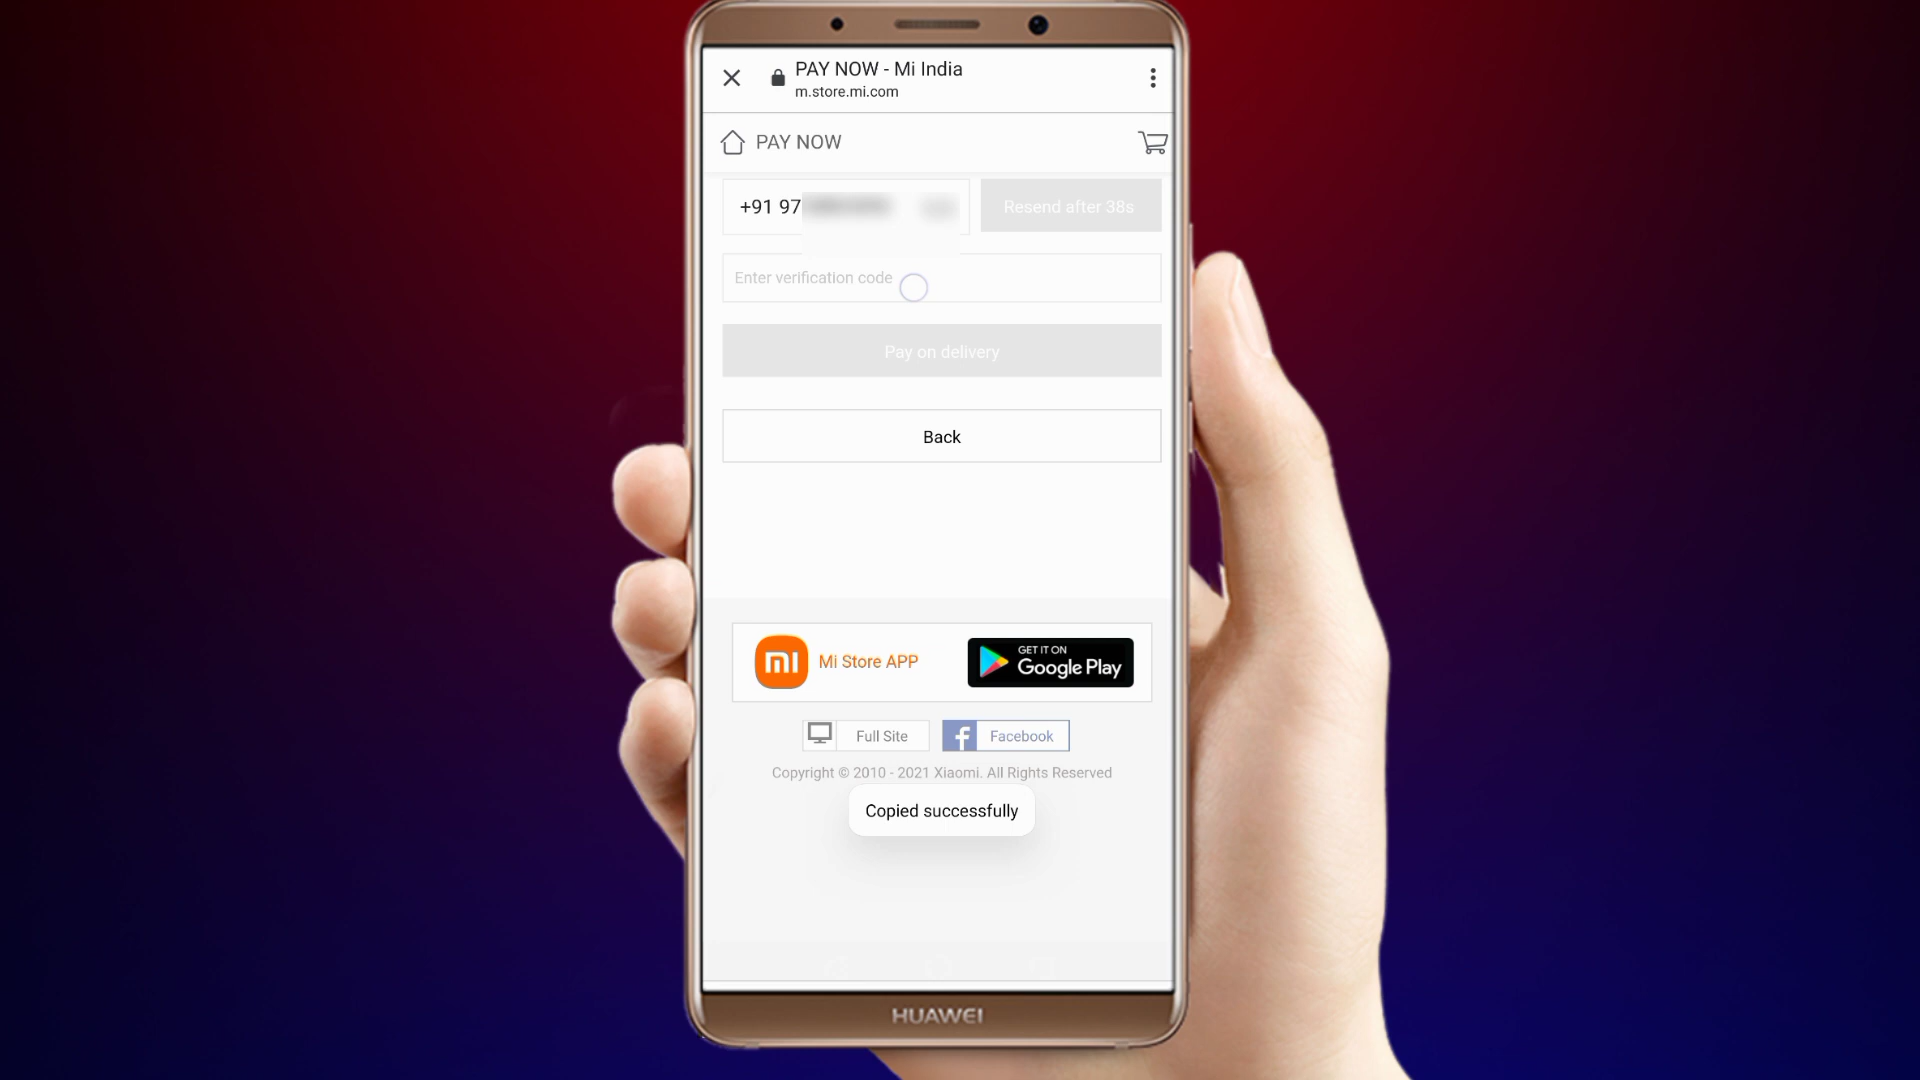 PAY NOW - Mi India
m.store.mi.com
PAY NOW
+91 97
Resend after 38s
Enter verification code
Pay on delivery
Back
mi Mi Store APP
GET IT ON
Google Play
Full Site
f Facebook
Copyright © 2010 - 2021 Xiaomi. All Rights Reserved
Copied successfully
HUAWEI